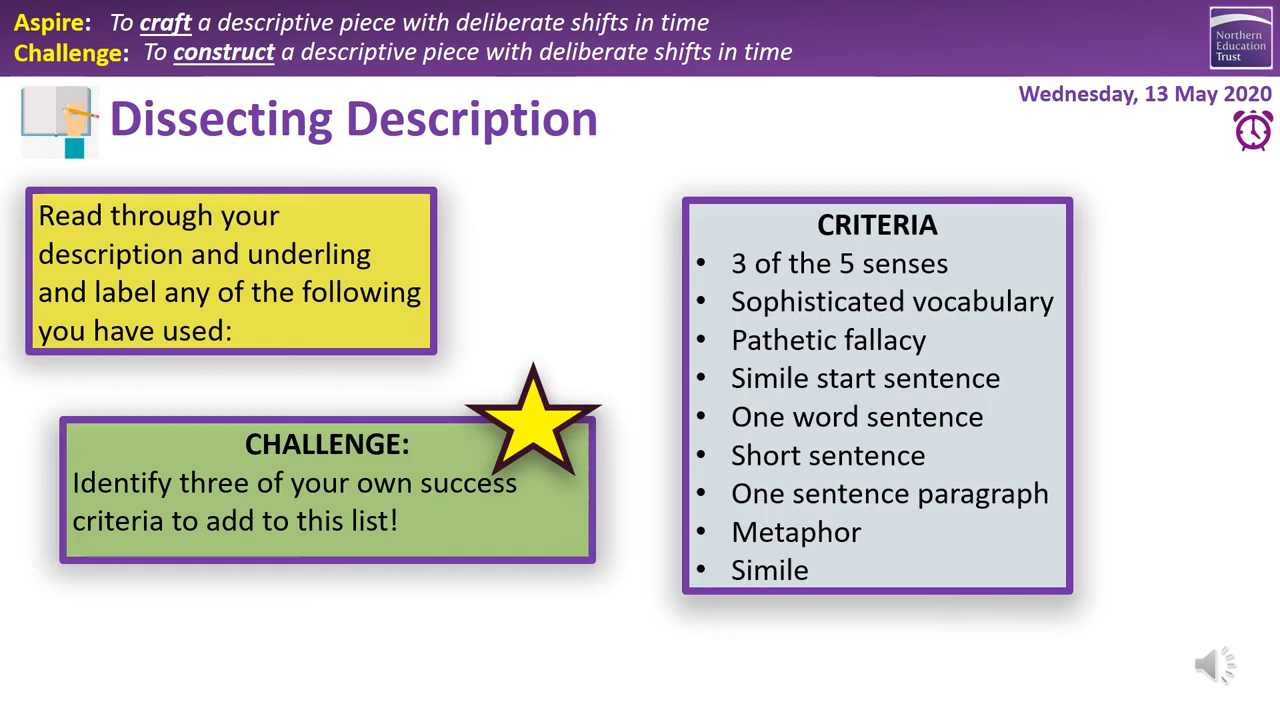 Aspire: To craft a descriptive piece with deliberate shifts in time
Challenge: To construct a descriptive piece with deliberate shifts in time
Northern
Education
Trust
Wednesday, 13 May 2020
Dissecting Description
Read through your
description and underling
and label any of the following
you have used:
CHALLENGE:
Identify three of your own success
criteria to add to this list!
CRITERIA
• 3 of the 5 senses
• Sophisticated vocabulary
• Pathetic fallacy
• Simile start sentence
• One word sentence
• Short sentence
• One sentence paragraph
• Metaphor
• Simile